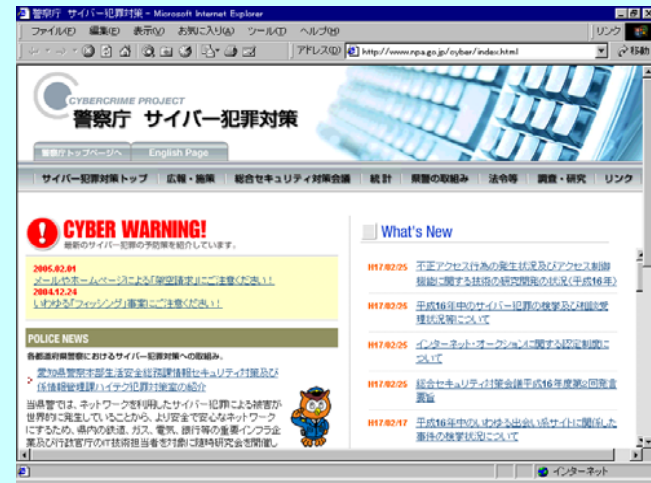 警察庁 サイバー犯罪対策 - Microsoft Internet Explorer
ファイル(F) 編集(E) 表示(V) お気に入り(A) ツール(T) ヘルプ(H) リンク
アドレス(D) http://www.npa.go.jp/cyber/index.html 移動
CYBERCRIME PROJECT
警察庁 サイバー犯罪対策
警察庁トップページへ English Page
サイバー犯罪対策トップ 広報・施策 総合セキュリティ対策会議 統計 県警の取組み 法令等 調査・研究 リンク
CYBER WARNING!
最新のサイバー犯罪の予防策を紹介しています。
2005.02.01
メールやホームページによる「架空請求」にご注意ください!
2004.12.24
いわゆる「フィッシング」事案にご注意ください!
POLICE NEWS
各都道府県警察におけるサイバー犯罪対策への取組み。
愛知県警察本部生活安全総務課情報セキュリティ対策及び
係情報管理課ハイテク犯罪対策室の紹介
当県警では、ネットワークを利用したサイバー犯罪による被害が
世界的に発生していることから、より安全で安心なネットワーク
にするため、県内の鉄道、ガス、電気、銀行等の重要インフラ企
業及び行政官庁のIT技術担当者を対象に随時研究会を開催し
What's New
H17/02/25 不正アクセス行為の発生状況及びアクセス制御
機能に関する技術の研究開発の状況(平成16年)
H17/02/25 平成16年中のサイバー犯罪の検挙及び相談受
理状況等について
H17/02/25 インターネット・オークションに関する認定制度に
ついて
H17/02/25 総合セキュリティ対策会議平成16年度第2回発言
要旨
H17/02/17 平成16年中のいわゆる出会い系サイトに関係した
事件の検挙状況について
インターネット